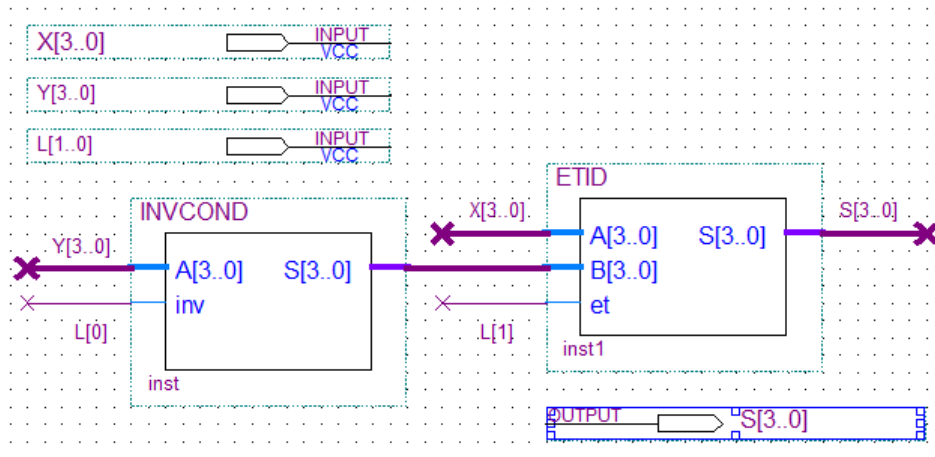 X[3..0] INPUT
VCC
Y[3..0] INPUT
VCC
L[1..0] INPUT
VCC
ETID
INVCOND
X[3..0]
S[3..0]
Y[3..0]
A[3..0] S[3..0]
B[3..0]
et
A[3..0] S[3..0]
inv
L[0]
L[1]
inst1
inst
OUTPUT S[3..0]